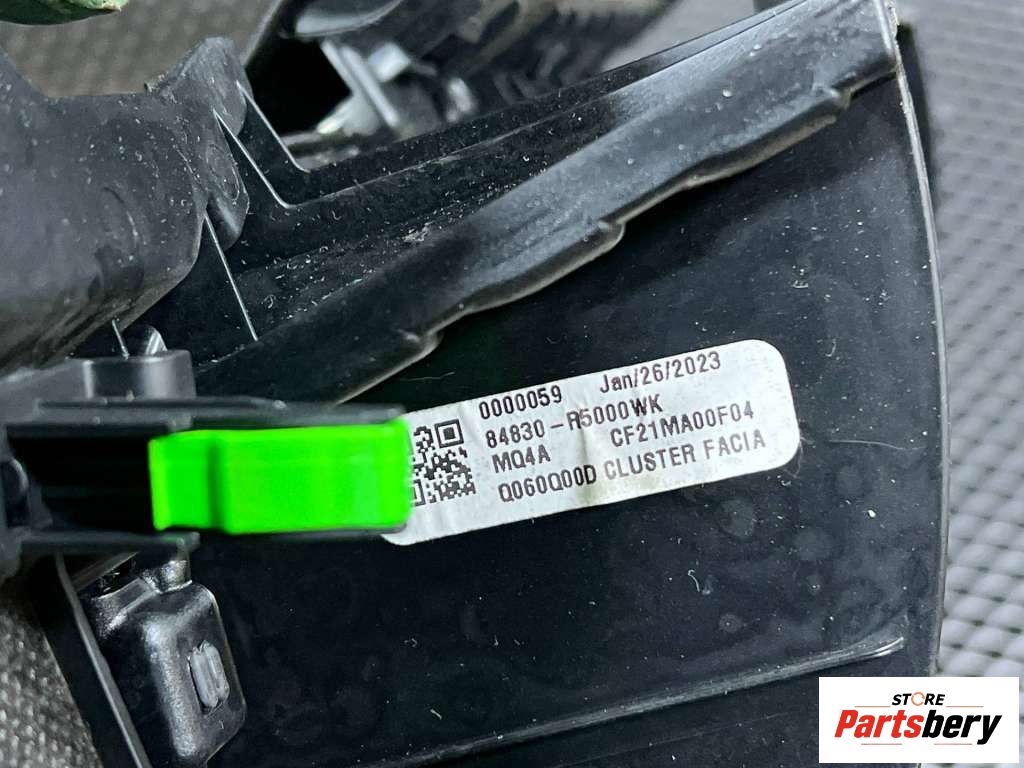 0000059 Jan/26/2023
84830-R5000WK
MQ4A CF21MA00F04
Q060Q00D CLUSTER FACIA
STORE
Partsbery